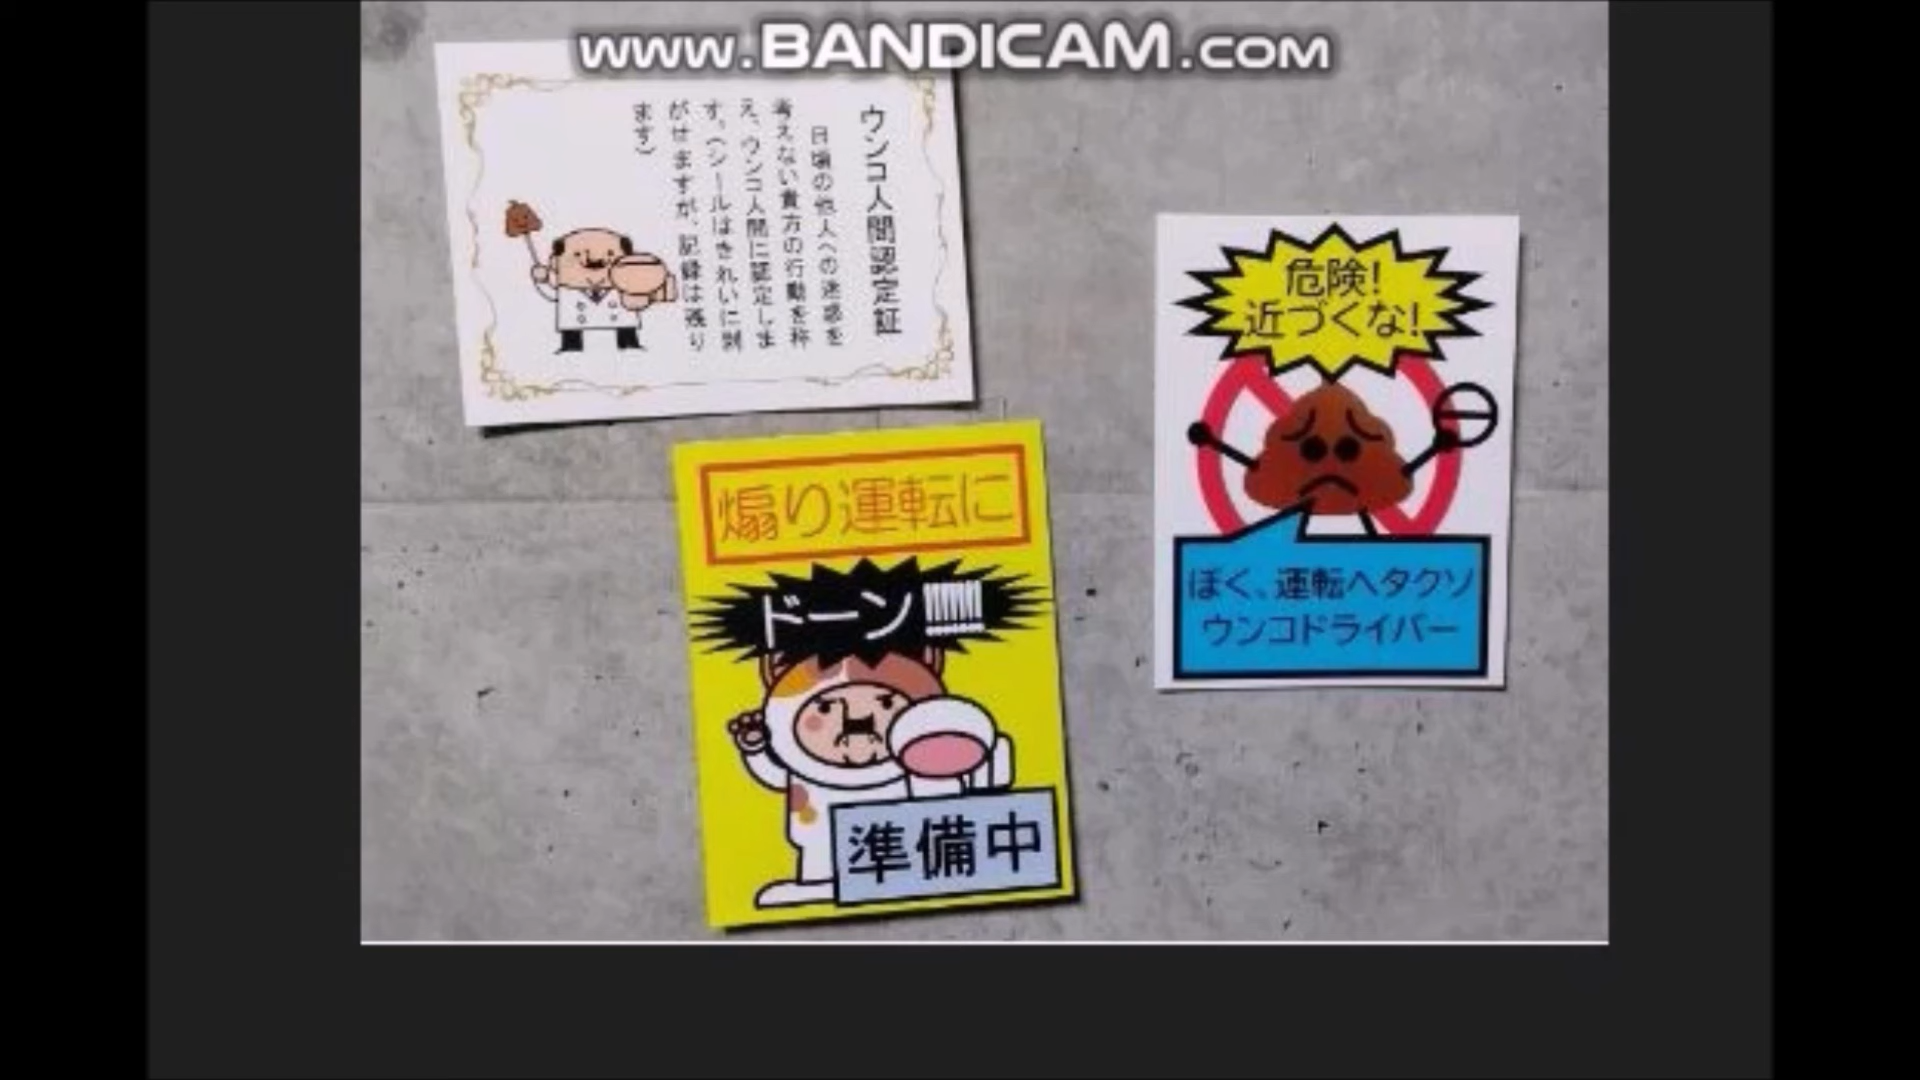 www.BANDICAM.com
ウンコ人間認定証
日頃の他人への迷惑を
考えない貴方の行動を称
え、ウンコ人間に認定しま
す。（シールはきれいに剝
がせますが、記録は残り
ます）
危険！
近づくな！
ぼく、運転ヘタクソ
ウンコドライバー
煽り運転に
ドーン
準備中